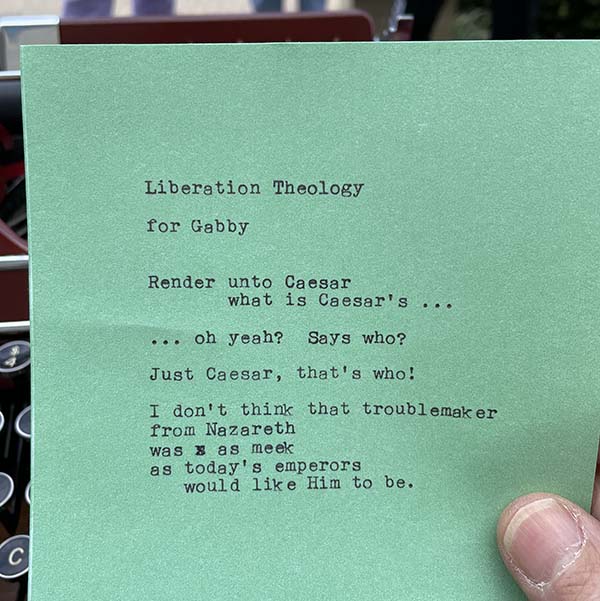 Liberation Theology
for Gabby
Render unto Caesar
what is Caesar's ...
... oh yeah?  Says who?
Just Caesar, that's who!
I don't think that troublemaker
from Nazareth
was as meek
as today's emperors
would like Him to be.
C